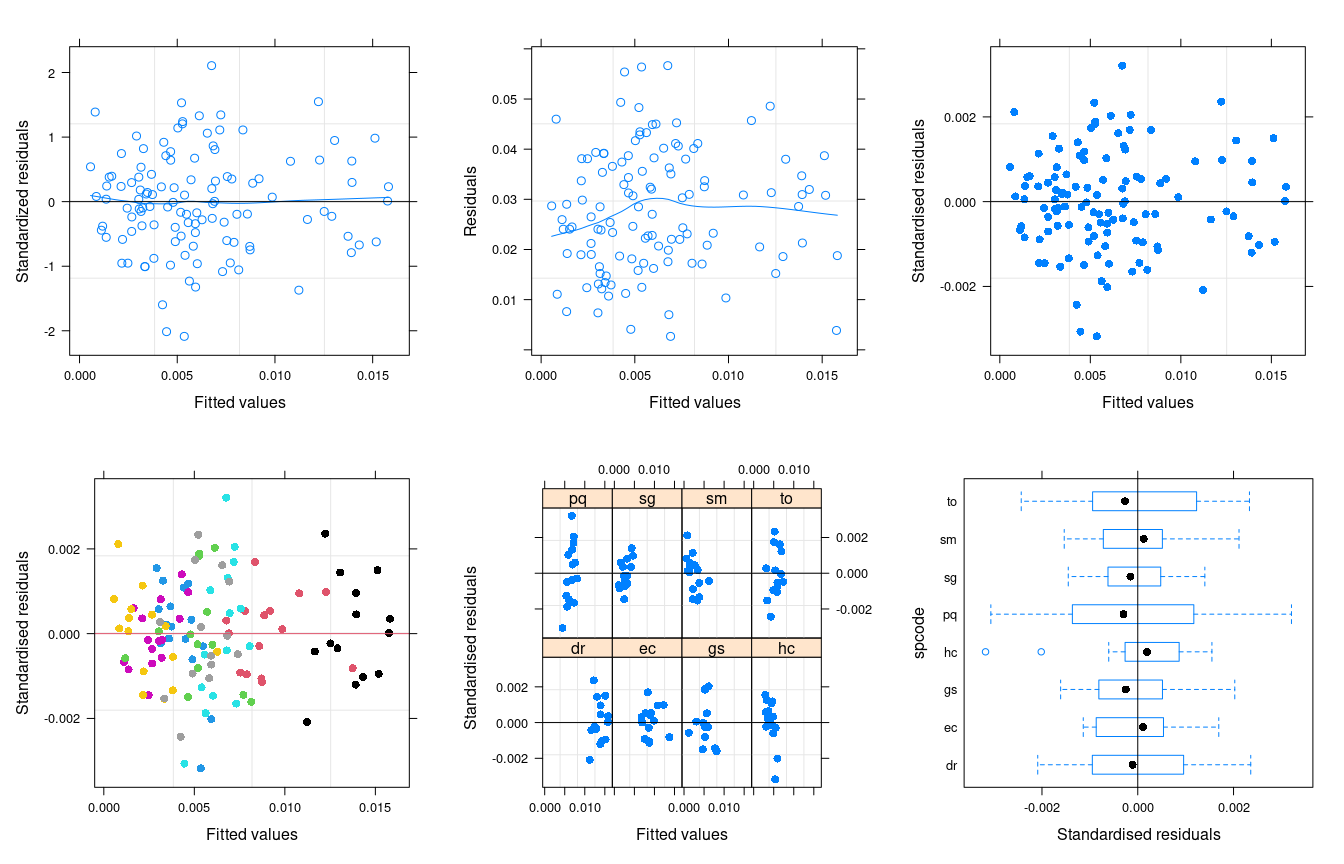 Standardized residuals
2
1
0
-1
-2
0.000 0.005 0.010 0.015
Fitted values
Residuals
0.05
0.04
0.03
0.02
0.01
0.000 0.005 0.010 0.015
Fitted values
Standardised residuals
0.002
0.000
-0.002
0.000 0.005 0.010 0.015
Fitted values
Standardised residuals
0.002
0.000
-0.002
0.000 0.005 0.010 0.015
Fitted values
Standardised residuals
0.000 0.010 0.000 0.010
pq sg sm to
0.002
0.000
-0.002
dr ec gs hc
0.002
0.000
-0.002
0.000 0.010 0.000 0.010
Fitted values
spcode
to
sm
sg
pq
hc
gs
ec
dr
-0.002 0.000 0.002
Standardised residuals